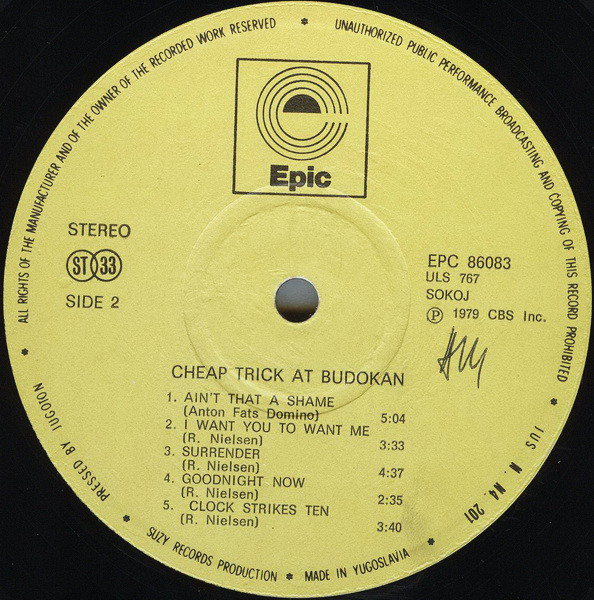 ALL RIGHTS OF THE MANUFACTURER AND OF THE OWNER OF THE RECORDED WORK RESERVED * UNAUTHORIZED PUBLIC PERFORMANCE BROADCASTING AND COPYING OF THIS RECORD PROHIBITED *
Epic
STEREO
ST 33
SIDE 2
EPC 86083
ULS 767
SOKOJ
℗ 1979 CBS Inc.
CHEAP TRICK AT BUDOKAN
1. AIN'T THAT A SHAME
(Anton Fats Domino) 5:04
2. I WANT YOU TO WANT ME
(R. Nielsen) 3:33
3. SURRENDER
(R. Nielsen) 4:37
4. GOODNIGHT NOW
(R. Nielsen) 2:35
5. CLOCK STRIKES TEN
(R. Nielsen) 3:40
PRESSED BY JUGOTON * SUZY RECORDS PRODUCTION * MADE IN YUGOSLAVIA * JUS N. N4. 201